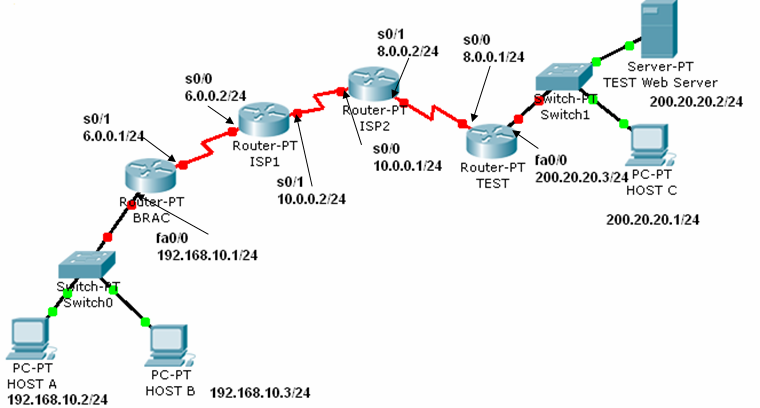 s0/1
8.0.0.2/24
s0/0
8.0.0.1/24
Server-PT
TEST Web Server
200.20.20.2/24
Switch-PT
Switch1
s0/0
6.0.0.2/24
Router-PT
ISP2
Router-PT
ISP1
s0/1
6.0.0.1/24
s0/0
10.0.0.1/24
s0/1
10.0.0.2/24
Router-PT
TEST
fa0/0
200.20.20.3/24
PC-PT
HOST C
200.20.20.1/24
Router-PT
BRAC
fa0/0
192.168.10.1/24
Switch-PT
Switch0
PC-PT
HOST A
192.168.10.2/24
PC-PT
HOST B
192.168.10.3/24